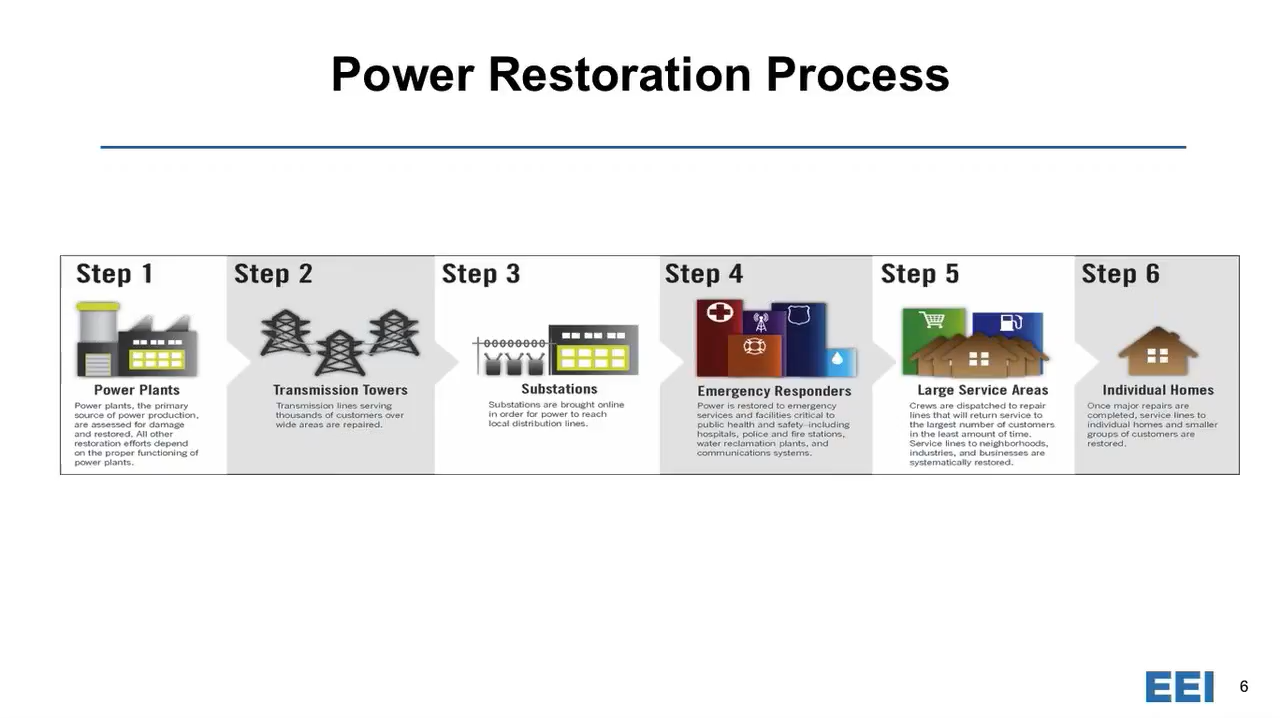 Power Restoration Process
Step 1
Power Plants
Power plants, the primary
source of power production,
are assessed for damage
and restored. All other
restoration efforts depend
on the proper functioning of
power plants.
Step 2
Transmission Towers
Transmission lines serving
thousands of customers over
wide areas are repaired.
Step 3
Substations
Substations are brought online
in order for power to reach
local distribution lines.
Step 4
Emergency Responders
Power is restored to emergency
services and facilities critical to
public health and safety–including
hospitals, police and fire stations,
water reclamation plants, and
communications systems.
Step 5
Large Service Areas
Crews are dispatched to repair
lines that will return service to
the largest number of customers
in the least amount of time.
Service lines to neighborhoods,
industries, and businesses are
systematically restored.
Step 6
Individual Homes
Once major repairs are
completed, service lines to
individual homes and smaller
groups of customers are
restored.
EEI
6